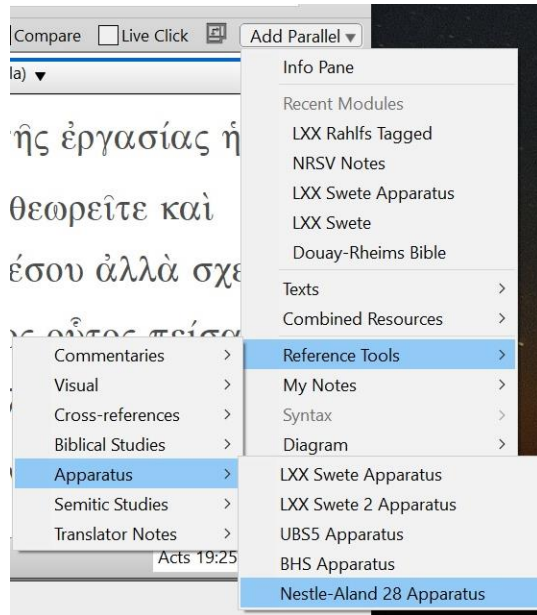 Compare Live Click Add Parallel ▾
la) ▼
Info Pane
Recent Modules
LXX Rahlfs Tagged
NRSV Notes
LXX Swete Apparatus
LXX Swete
Douay-Rheims Bible
Texts >
Combined Resources >
Reference Tools >
My Notes >
Syntax >
Diagram >
ῆς ἐργασίας ἡ
θεωρεῖτε καὶ
έσου ἀλλὰ σχε
ς οὗτος πείσα
Commentaries >
Visual >
Cross-references >
Biblical Studies >
Apparatus >
Semitic Studies >
Translator Notes >
LXX Swete Apparatus
LXX Swete 2 Apparatus
UBS5 Apparatus
BHS Apparatus
Nestle-Aland 28 Apparatus
Acts 19:25